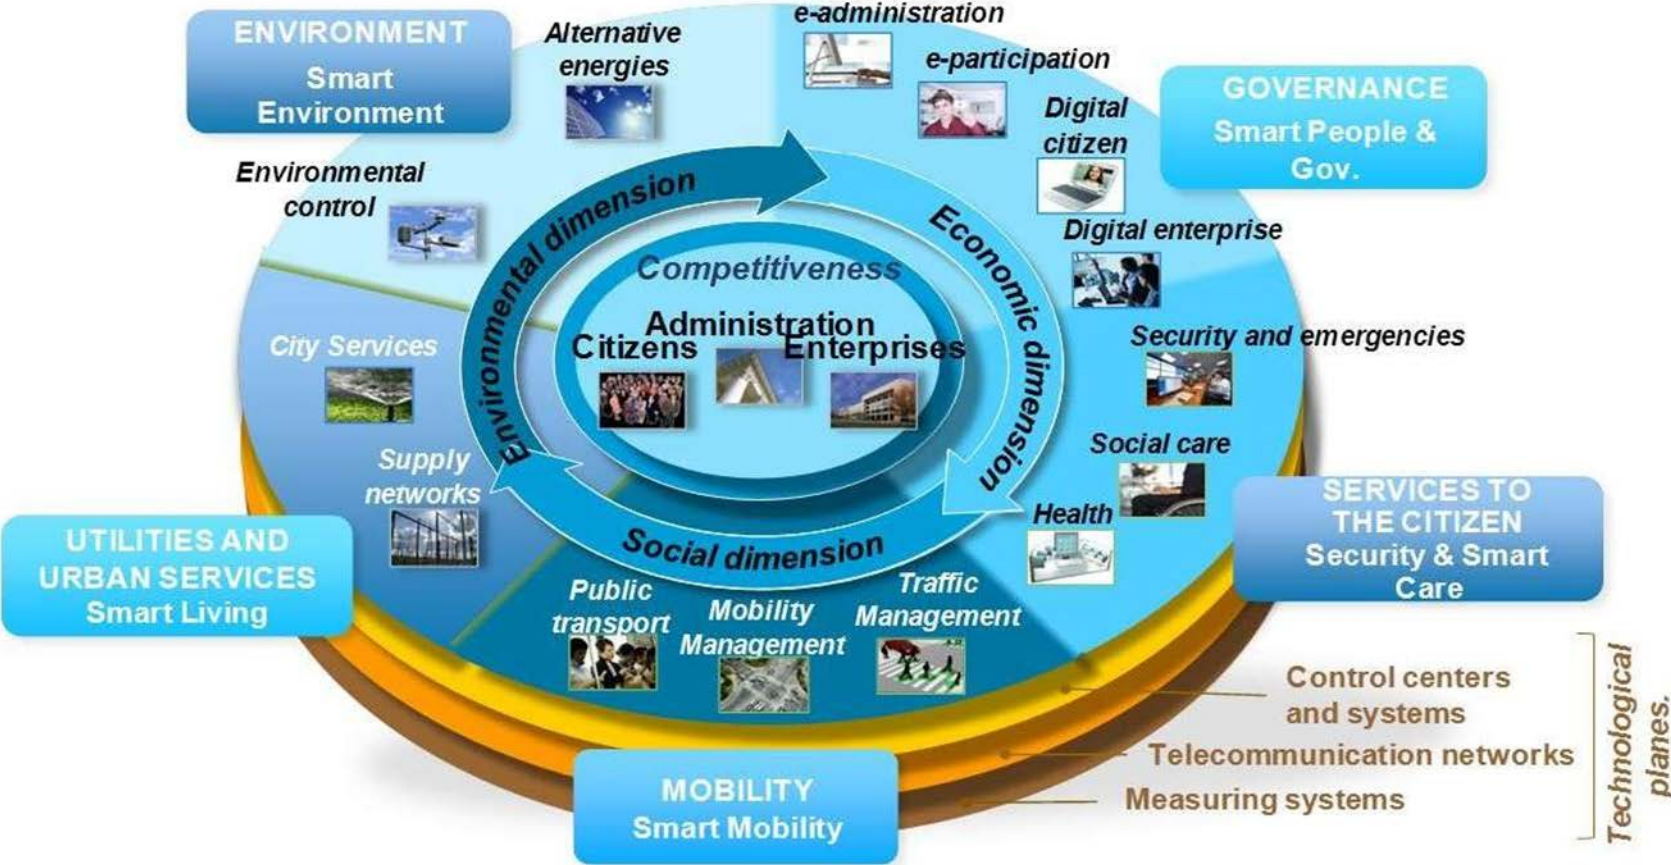 ENVIRONMENT
Smart
Environment
Alternative
energies
e-administration
e-participation
Digital
citizen
GOVERNANCE
Smart People &
Gov.
Environmental
control
Digital enterprise
Environmental dimension
Economic dimension
Social dimension
Competitiveness
Administration
Citizens
Enterprises
City Services
Supply
networks
Security and emergencies
Social care
Health
SERVICES TO
THE CITIZEN
Security & Smart
Care
UTILITIES AND
URBAN SERVICES
Smart Living
Public
transport
Mobility
Management
Traffic
Management
MOBILITY
Smart Mobility
Control centers
and systems
Telecommunication networks
Measuring systems
Technological
planes.